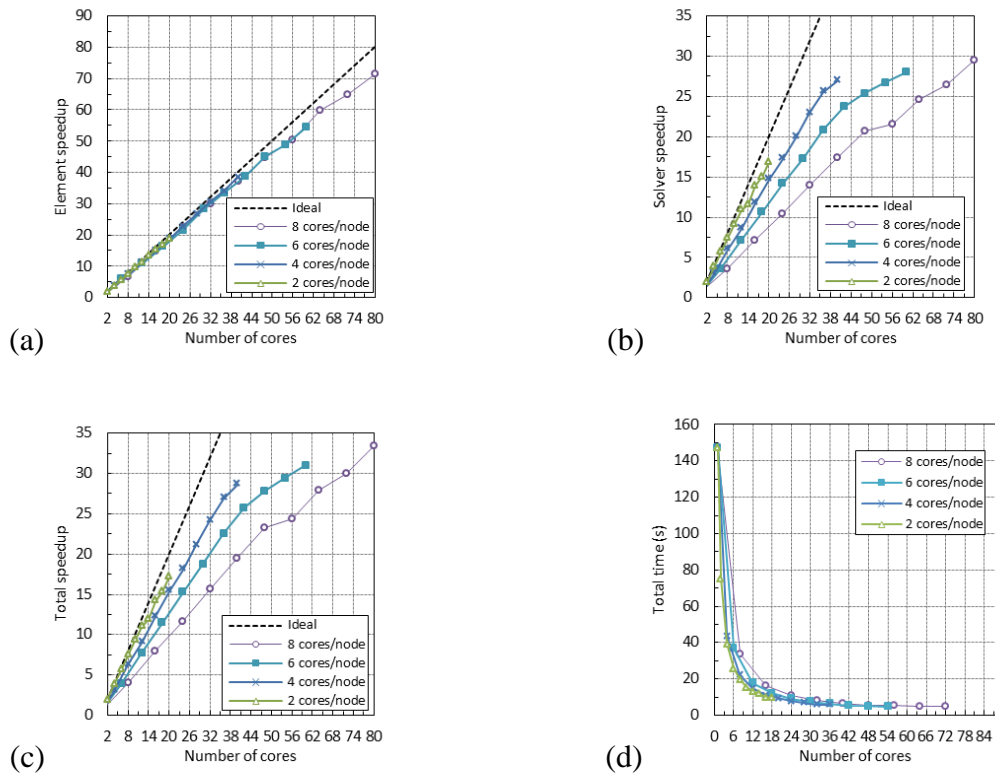 90
80
70
60
50
40
30
20
10
0
Element speedup
Ideal
8 cores/node
6 cores/node
4 cores/node
2 cores/node
2 8 14 20 26 32 38 44 50 56 62 68 74 80
Number of cores
(a)
35
30
25
20
15
10
5
0
Solver speedup
Ideal
8 cores/node
6 cores/node
4 cores/node
2 cores/node
2 8 14 20 26 32 38 44 50 56 62 68 74 80
Number of cores
(b)
35
30
25
20
15
10
5
0
Total speedup
Ideal
8 cores/node
6 cores/node
4 cores/node
2 cores/node
2 8 14 20 26 32 38 44 50 56 62 68 74 80
Number of cores
(c)
160
140
120
100
80
60
40
20
0
Total time (s)
8 cores/node
6 cores/node
4 cores/node
2 cores/node
0 6 12 18 24 30 36 42 48 54 60 66 72 78 84
Number of cores
(d)